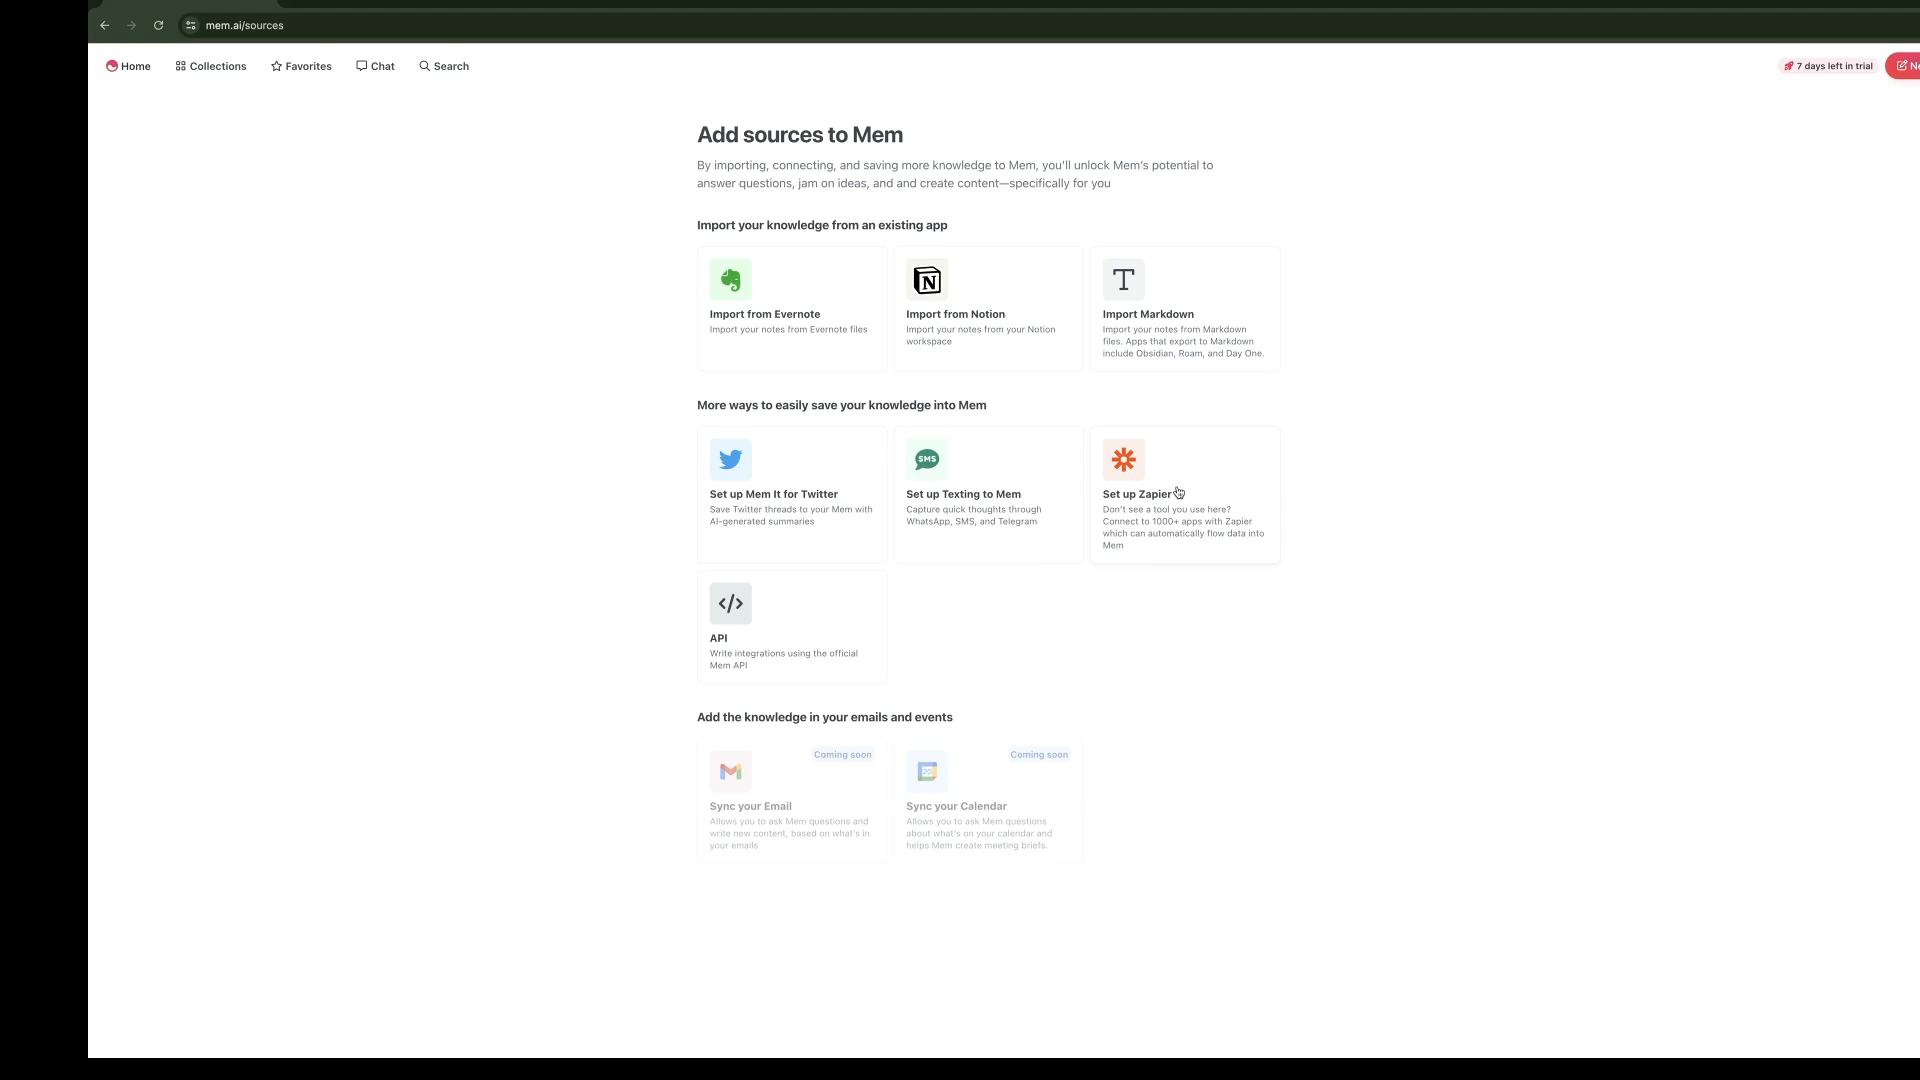 mem.ai/sources
Home
Collections
Favorites
Chat
Search
7 days left in trial
Add sources to Mem
By importing, connecting, and saving more knowledge to Mem, you'll unlock Mem's potential to
answer questions, jam on ideas, and and create content—specifically for you
Import your knowledge from an existing app
Import from Evernote
Import your notes from Evernote files
N
Import from Notion
Import your notes from your Notion
workspace
T
Import Markdown
Import your notes from Markdown
files. Apps that export to Markdown
include Obsidian, Roam, and Day One.
More ways to easily save your knowledge into Mem
Set up Mem It for Twitter
Save Twitter threads to your Mem with
AI-generated summaries
SMS
Set up Texting to Mem
Capture quick thoughts through
WhatsApp, SMS, and Telegram
Set up Zapier
Don't see a tool you use here?
Connect to 1000+ apps with Zapier
which can automatically flow data into
Mem
</>
API
Write integrations using the official
Mem API
Add the knowledge in your emails and events
Coming soon
Sync your Email
Allows you to ask Mem questions and
write new content, based on what's in
your emails
Coming soon
Sync your Calendar
Allows you to ask Mem questions
about what's on your calendar and
helps Mem create meeting briefs.